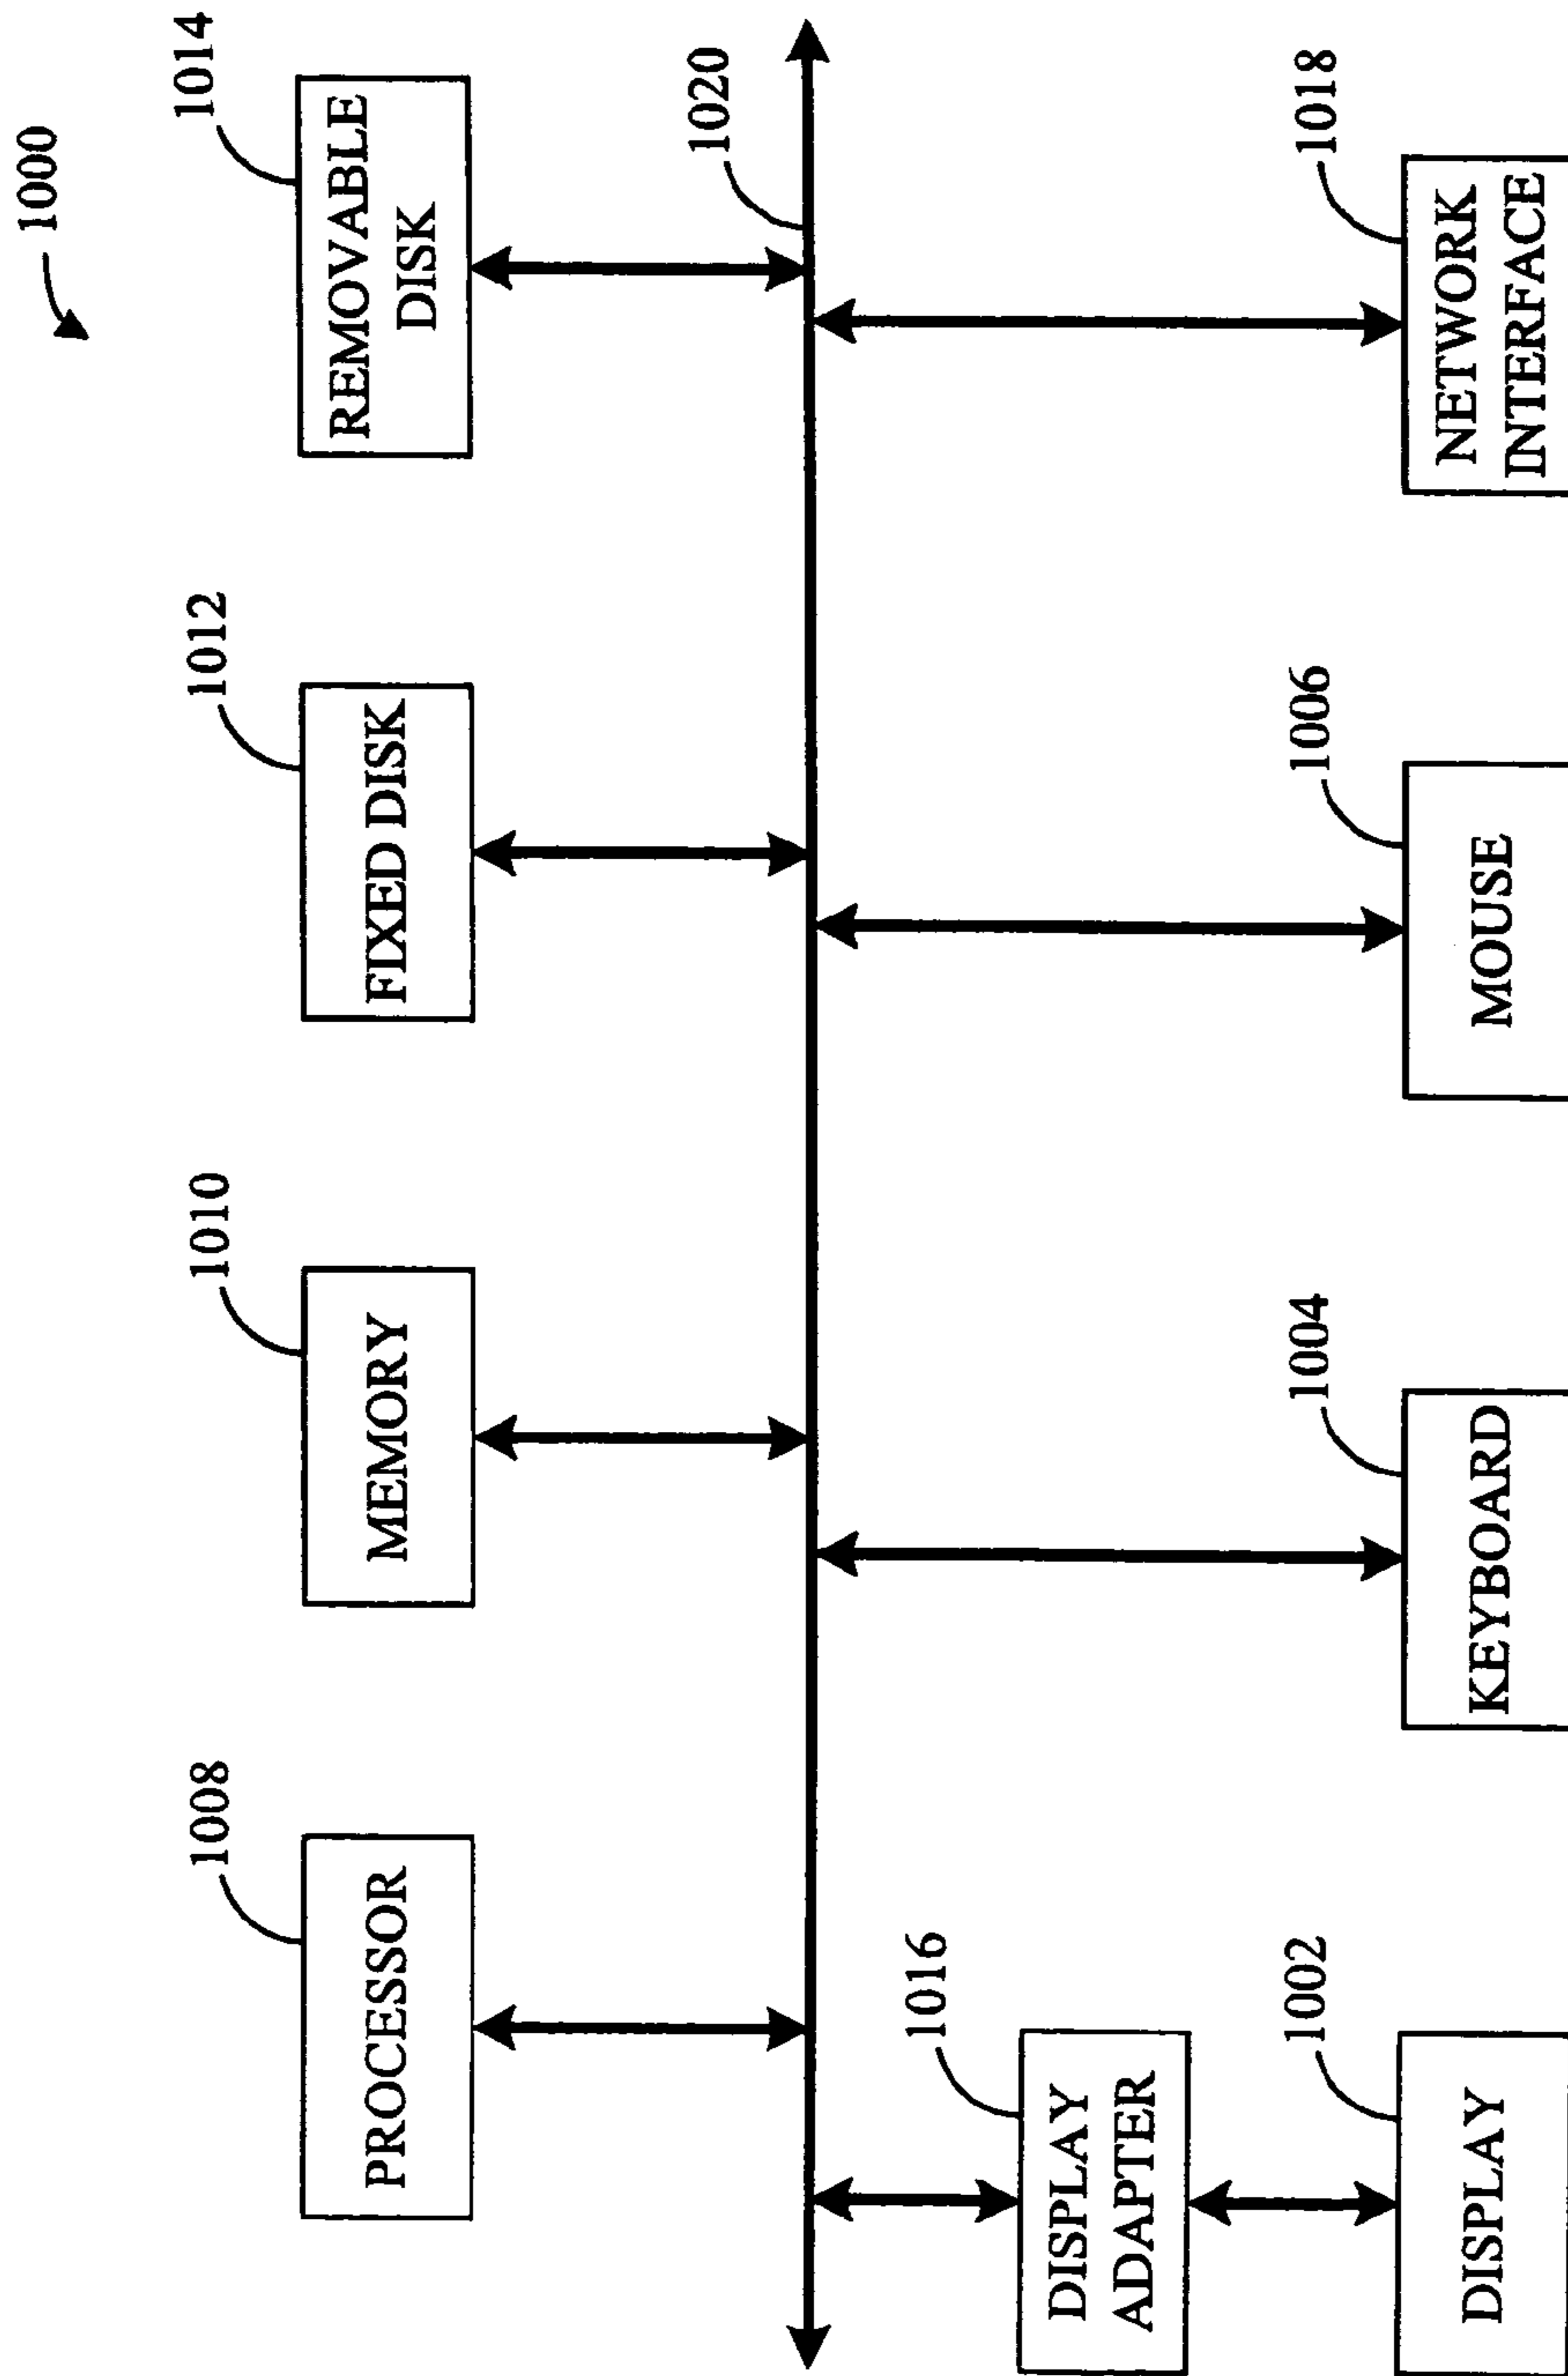 1000
1008
1010
1012
1014
PROCESSOR
MEMORY
FIXED DISK
REMOVABLE
DISK
1020
1016
DISPLAY
ADAPTER
1002
1004
1006
1018
DISPLAY
KEYBOARD
MOUSE
NETWORK
INTERFACE